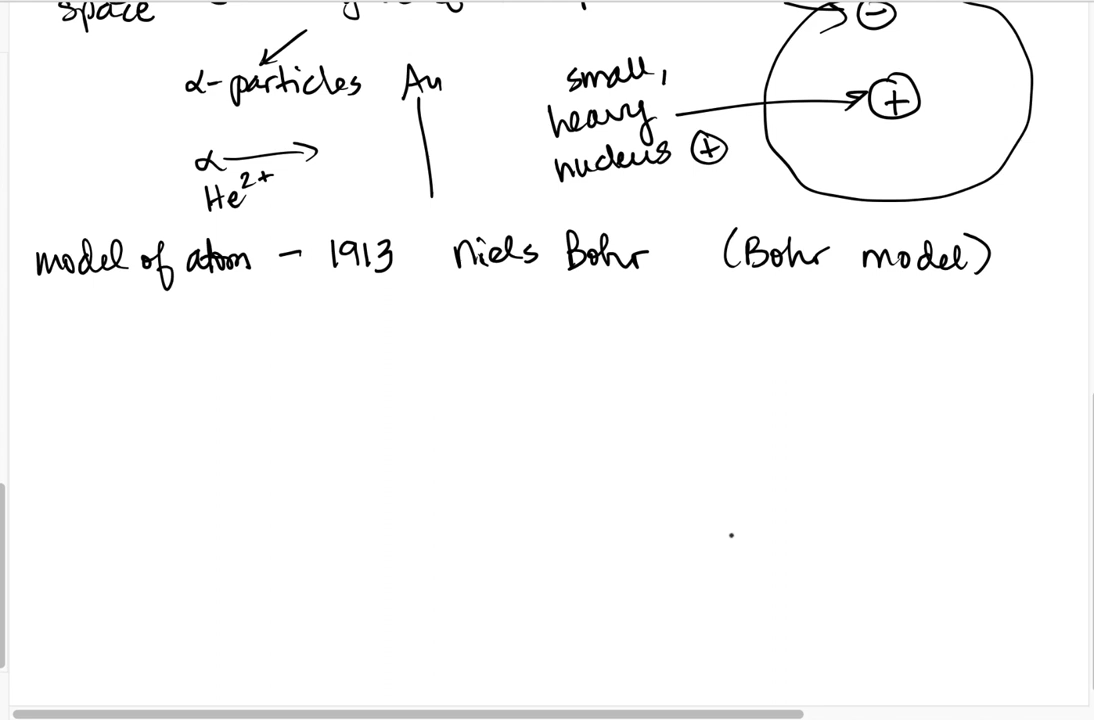 space
⊖
α-particles Au
small,
heavy
nucleus ⊕
⊕
α
He²⁺
model of atom - 1913 Niels Bohr (Bohr model)